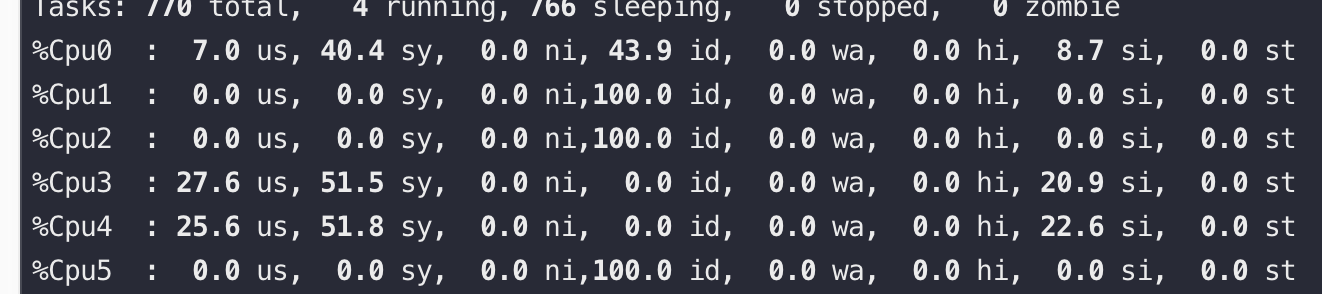 Tasks: 770 total,   4 running, 766 sleeping,   0 stopped,   0 zombie
%Cpu0  :  7.0 us, 40.4 sy,  0.0 ni, 43.9 id,  0.0 wa,  0.0 hi,  8.7 si,  0.0 st
%Cpu1  :  0.0 us,  0.0 sy,  0.0 ni,100.0 id,  0.0 wa,  0.0 hi,  0.0 si,  0.0 st
%Cpu2  :  0.0 us,  0.0 sy,  0.0 ni,100.0 id,  0.0 wa,  0.0 hi,  0.0 si,  0.0 st
%Cpu3  : 27.6 us, 51.5 sy,  0.0 ni,  0.0 id,  0.0 wa,  0.0 hi, 20.9 si,  0.0 st
%Cpu4  : 25.6 us, 51.8 sy,  0.0 ni,  0.0 id,  0.0 wa,  0.0 hi, 22.6 si,  0.0 st
%Cpu5  :  0.0 us,  0.0 sy,  0.0 ni,100.0 id,  0.0 wa,  0.0 hi,  0.0 si,  0.0 st